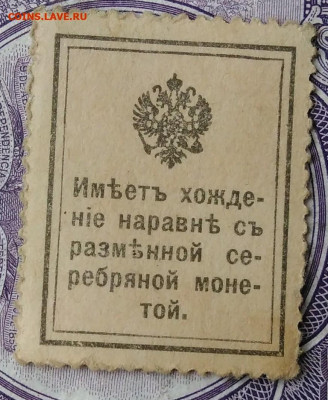 COINS.LAVE.RU
Имѣетъ хожде-
ніе наравнѣ съ
размѣнной се-
ребряной моне-
той.